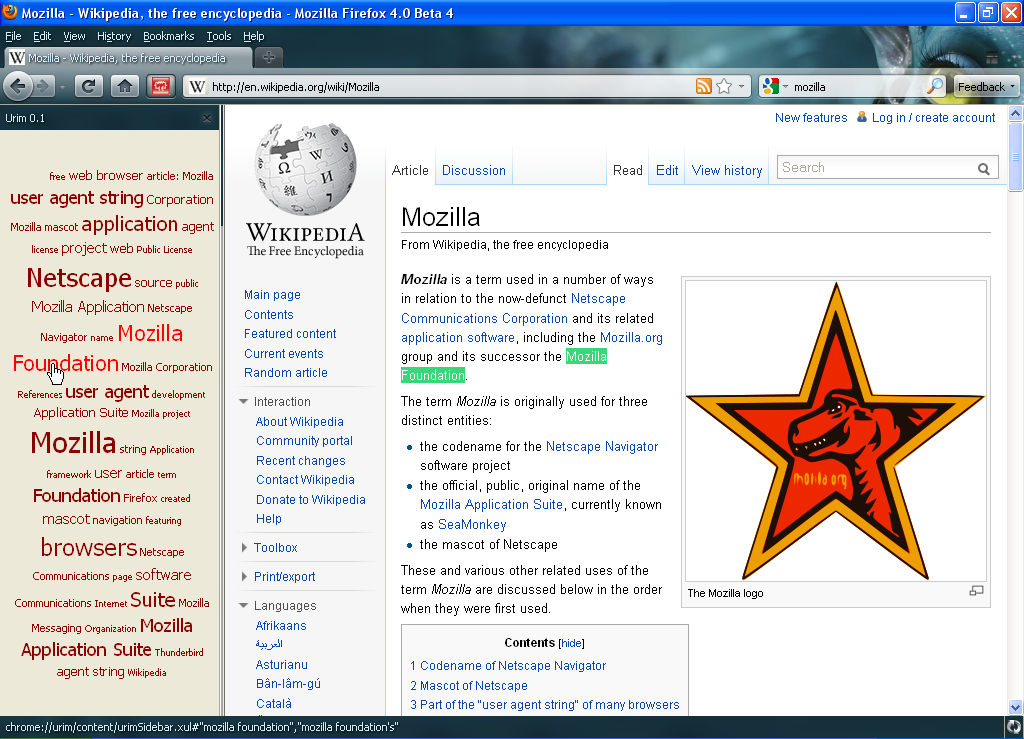 Mozilla - Wikipedia, the free encyclopedia - Mozilla Firefox 4.0 Beta 4
File Edit View History Bookmarks Tools Help
Mozilla - Wikipedia, the free encyclopedia
http://en.wikipedia.org/wiki/Mozilla
mozilla
Feedback
Urim 0.1
free web browser article: Mozilla
user agent string Corporation
Mozilla mascot application agent
license project web Public License
Netscape source public
Mozilla Application Netscape
Navigator name Mozilla
Foundation Mozilla Corporation
References user agent development
Application Suite Mozilla project
Mozilla string Application
framework user article term
Foundation Firefox created
mascot navigation featuring
browsers Netscape
Communications page software
Communications Internet Suite Mozilla
Messaging Organization Mozilla
Application Suite Thunderbird
agent string Wikipedia
WIKIPEDIA
The Free Encyclopedia
Main page
Contents
Featured content
Current events
Random article
Interaction
About Wikipedia
Community portal
Recent changes
Contact Wikipedia
Donate to Wikipedia
Help
Toolbox
Print/export
Languages
Afrikaans
العربية
Asturianu
Bân-lâm-gú
Català
New features Log in / create account
Article Discussion Read Edit View history Search
Mozilla
From Wikipedia, the free encyclopedia
Mozilla is a term used in a number of ways
in relation to the now-defunct Netscape
Communications Corporation and its related
application software, including the Mozilla.org
group and its successor the Mozilla
Foundation.
The term Mozilla is originally used for three
distinct entities:
• the codename for the Netscape Navigator
software project
• the official, public, original name of the
Mozilla Application Suite, currently known
as SeaMonkey
• the mascot of Netscape
These and various other related uses of the
term Mozilla are discussed below in the order
when they were first used.
mozilla.org
The Mozilla logo
Contents [hide]
1 Codename of Netscape Navigator
2 Mascot of Netscape
3 Part of the "user agent string" of many browsers
chrome://urim/content/urimSidebar.xul#"mozilla foundation","mozilla foundation's"